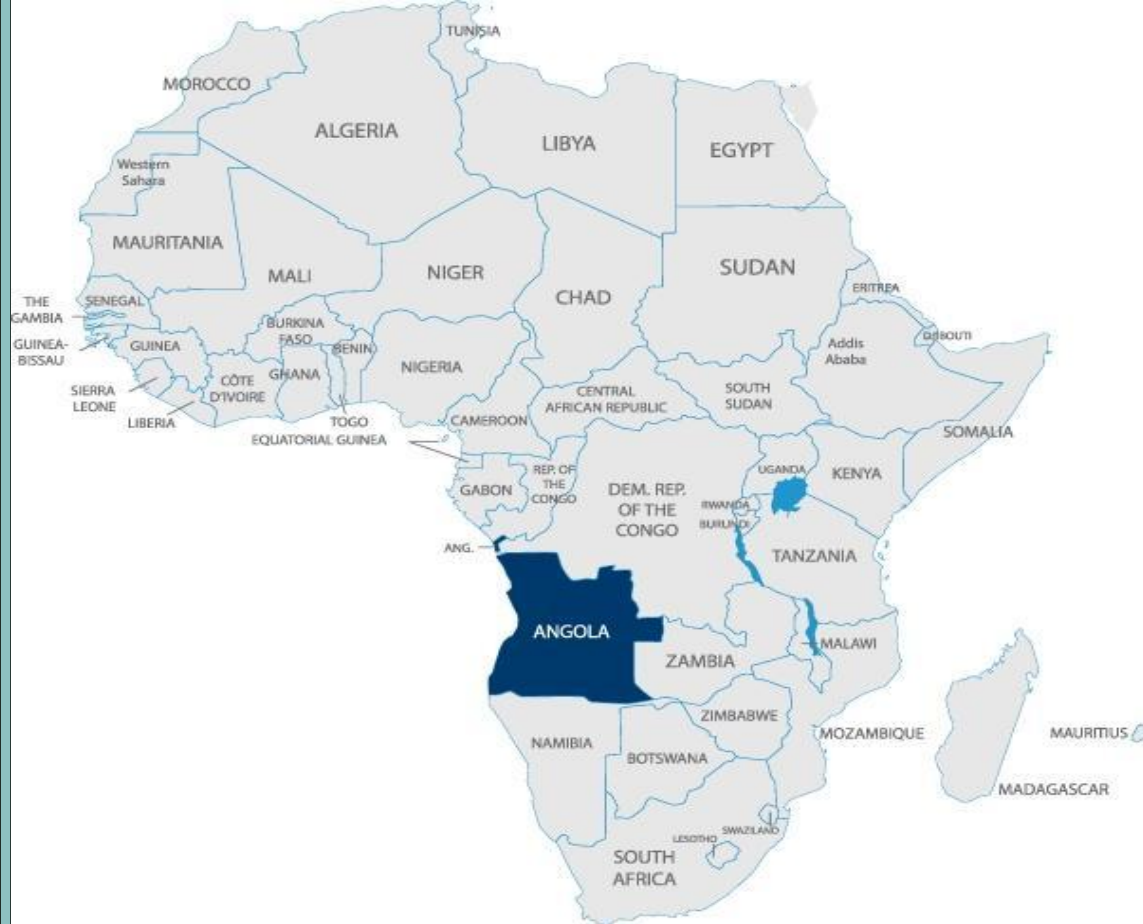 TUNISIA
MOROCCO
ALGERIA
LIBYA
EGYPT
Western
Sahara
MAURITANIA
MALI
NIGER
CHAD
SUDAN
ERITREA
THE
GAMBIA
SENEGAL
GUINEA-
BISSAU
GUINEA
BURKINA
FASO
BENIN
NIGERIA
DJIBOUTI
Addis
Ababa
SIERRA
LEONE
LIBERIA
CÔTE
D'IVOIRE
GHANA
TOGO
EQUATORIAL GUINEA
CAMEROON
CENTRAL
AFRICAN REPUBLIC
SOUTH
SUDAN
SOMALIA
GABON
REP. OF
THE
CONGO
DEM. REP.
OF THE
CONGO
UGANDA
KENYA
RWANDA
BURUNDI
ANG.
TANZANIA
ANGOLA
ZAMBIA
MALAWI
NAMIBIA
BOTSWANA
ZIMBABWE
MOZAMBIQUE
MAURITIUS
MADAGASCAR
LESOTHO
SWAZILAND
SOUTH
AFRICA